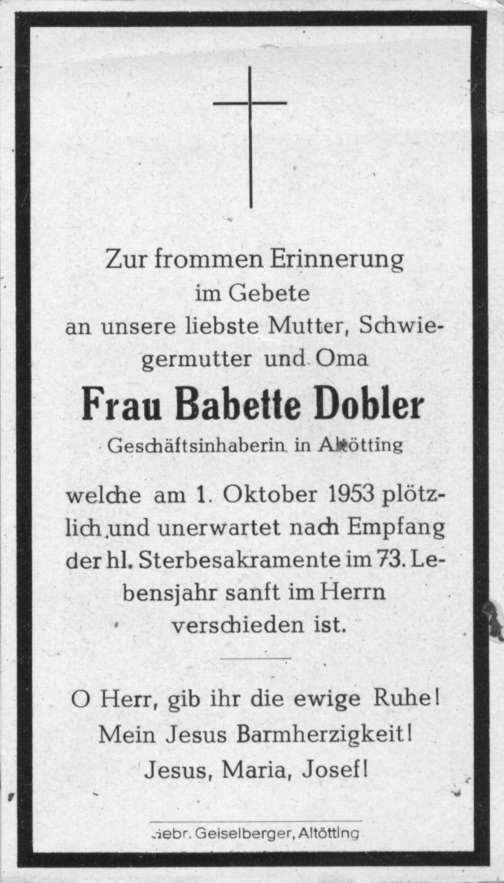 Zur frommen Erinnerung
im Gebete
an unsere liebste Mutter, Schwie-
germutter und Oma
Frau Babette Dobler
Geschäftsinhaberin in Altötting
welche am 1. Oktober 1953 plötz-
lich und unerwartet nach Empfang
der hl. Sterbesakramente im 73. Le-
bensjahr sanft im Herrn
verschieden ist.
O Herr, gib ihr die ewige Ruhe!
Mein Jesus Barmherzigkeit!
Jesus, Maria, Josef!
Gebr. Geiselberger, Altötting